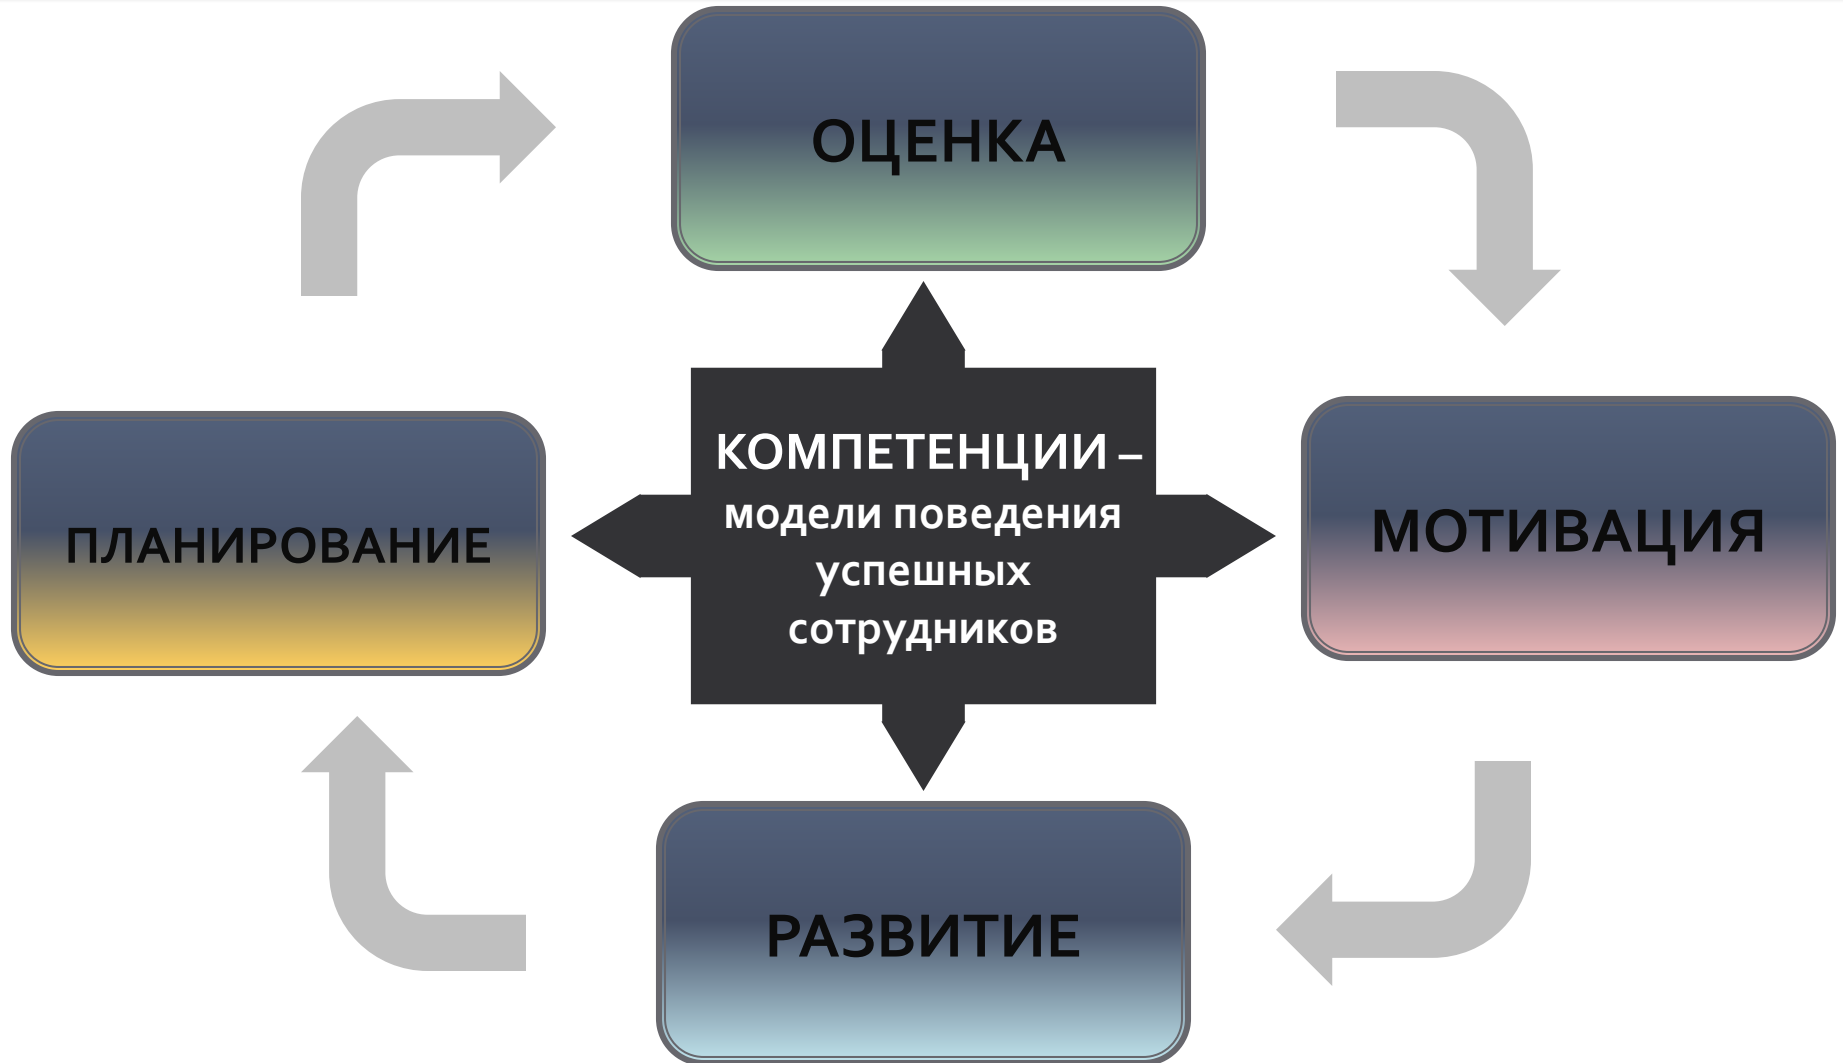 ОЦЕНКА
КОМПЕТЕНЦИИ –
модели поведения
успешных
сотрудников
ПЛАНИРОВАНИЕ
МОТИВАЦИЯ
РАЗВИТИЕ